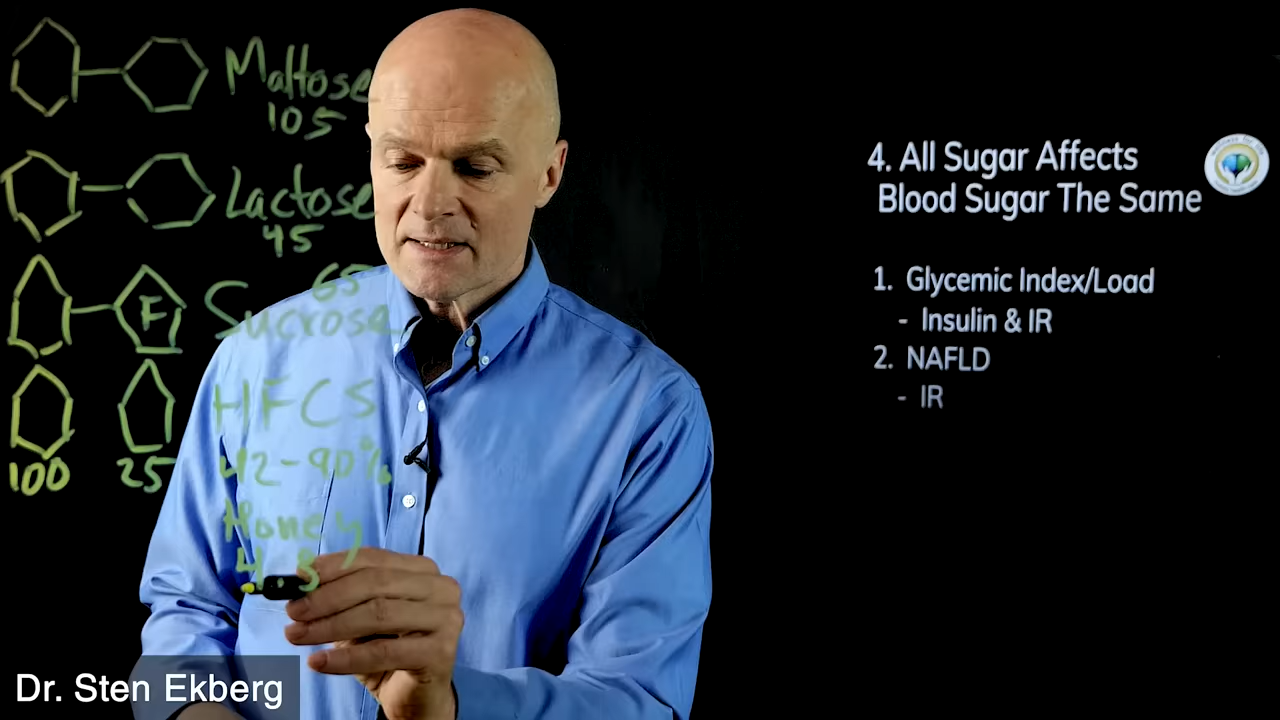 Maltose
105
Lactose
45
65
Sucrose
F
HFCS
42-90%
100 25
Honey
4. All Sugar Affects
Blood Sugar The Same
1. Glycemic Index/Load
- Insulin & IR
2. NAFLD
- IR
Dr. Sten Ekberg